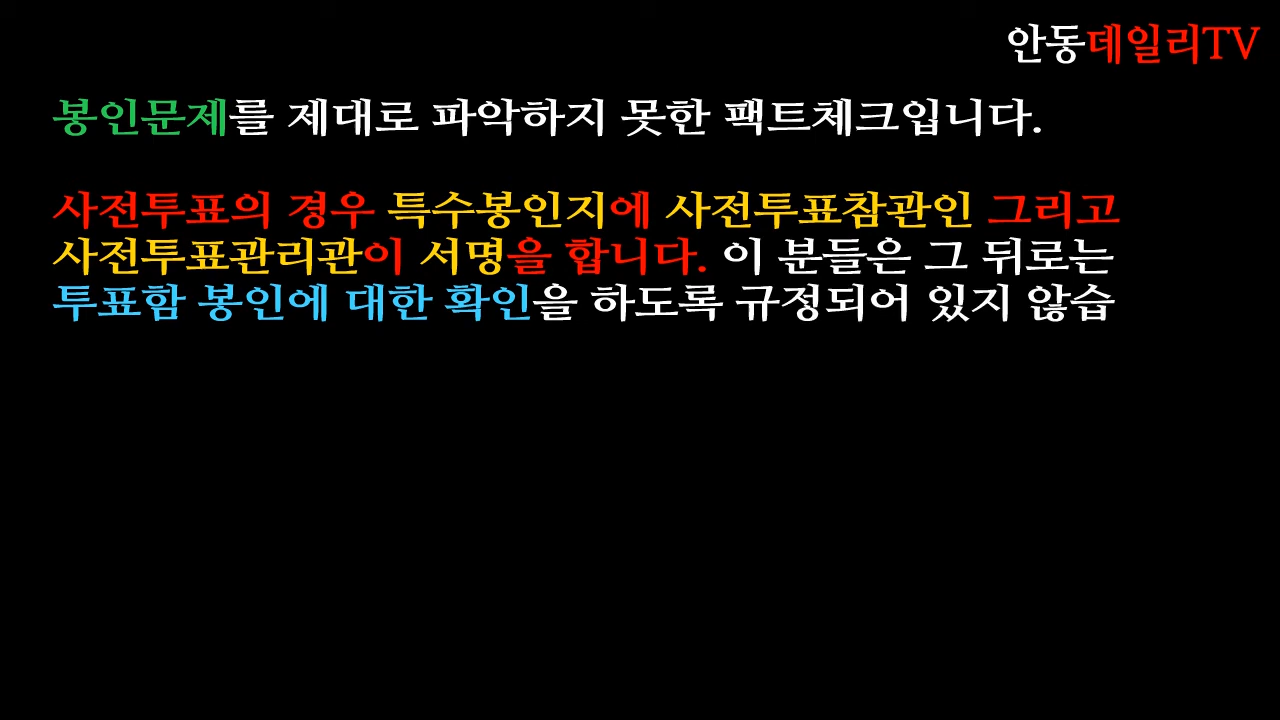 안동데일리TV
봉인문제를 제대로 파악하지 못한 팩트체크입니다.
사전투표의 경우 특수봉인지에 사전투표참관인 그리고
사전투표관리관이 서명을 합니다. 이 분들은 그 뒤로는
투표함 봉인에 대한 확인을 하도록 규정되어 있지 않습